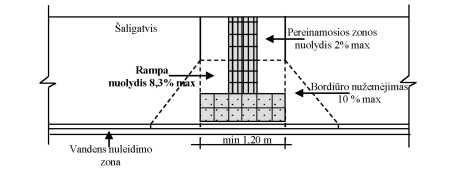 Šaligatvis
Pereinamosios zonos
nuolydis 2% max
Rampa
nuolydis 8,3% max
Bordiūro nužemėjimas
10 % max
min 1,20 m
Vandens nuleidimo
zona